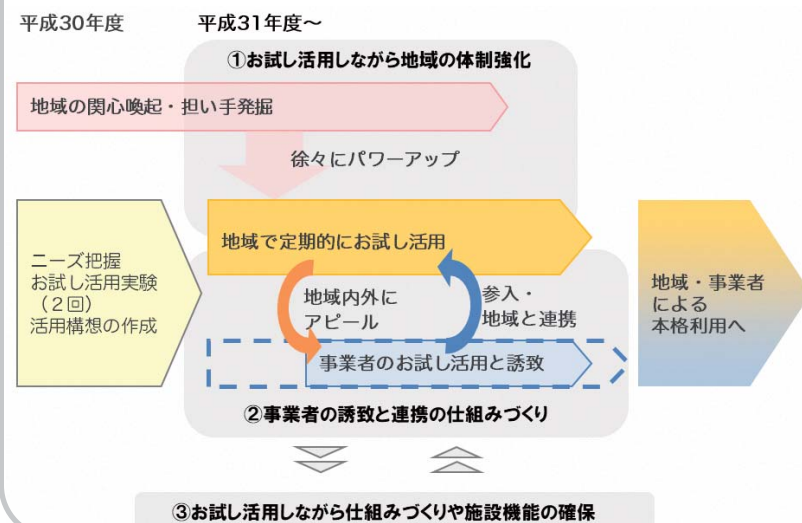 平成30年度
平成31年度～
①お試し活用しながら地域の体制強化
地域の関心喚起・担い手発掘
徐々にパワーアップ
ニーズ把握
お試し活用実験
（２回）
活用構想の作成
地域で定期的にお試し活用
地域内外に
アピール
参入・
地域と連携
事業者のお試し活用と誘致
②事業者の誘致と連携の仕組みづくり
地域・事業者
による
本格利用へ
③お試し活用しながら仕組みづくりや施設機能の確保